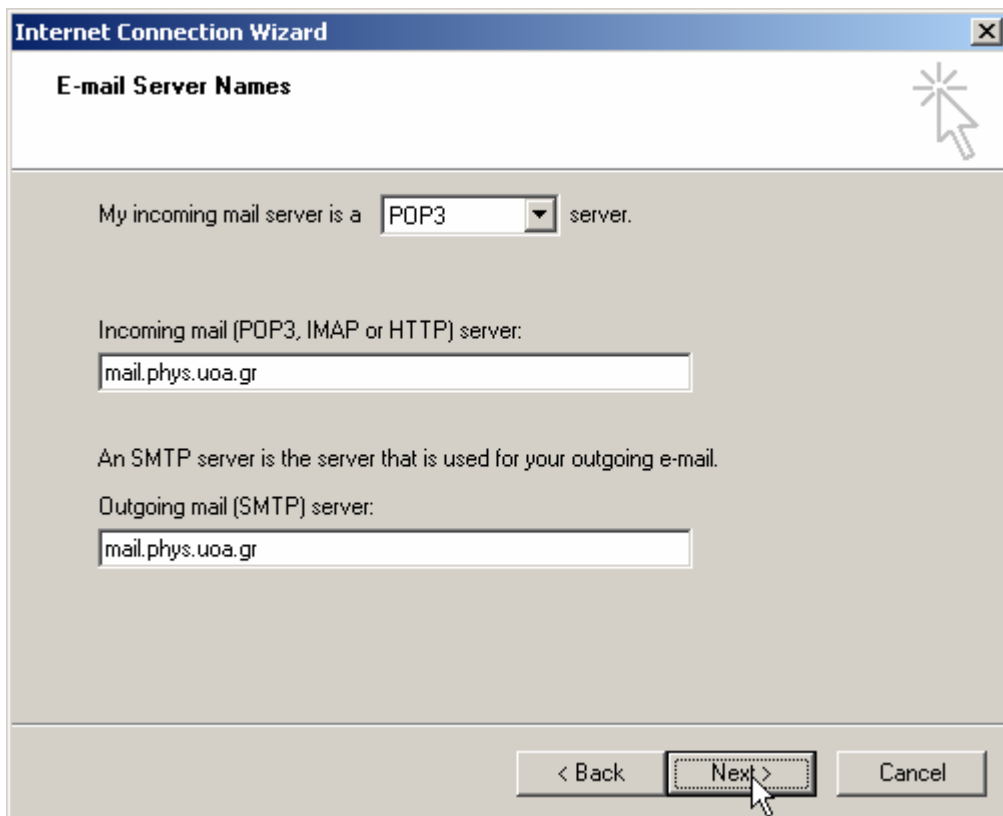 Internet Connection Wizard
E-mail Server Names
My incoming mail server is a POP3 server.
Incoming mail (POP3, IMAP or HTTP) server:
mail.phys.uoa.gr
An SMTP server is the server that is used for your outgoing e-mail.
Outgoing mail (SMTP) server:
mail.phys.uoa.gr
< Back Next > Cancel